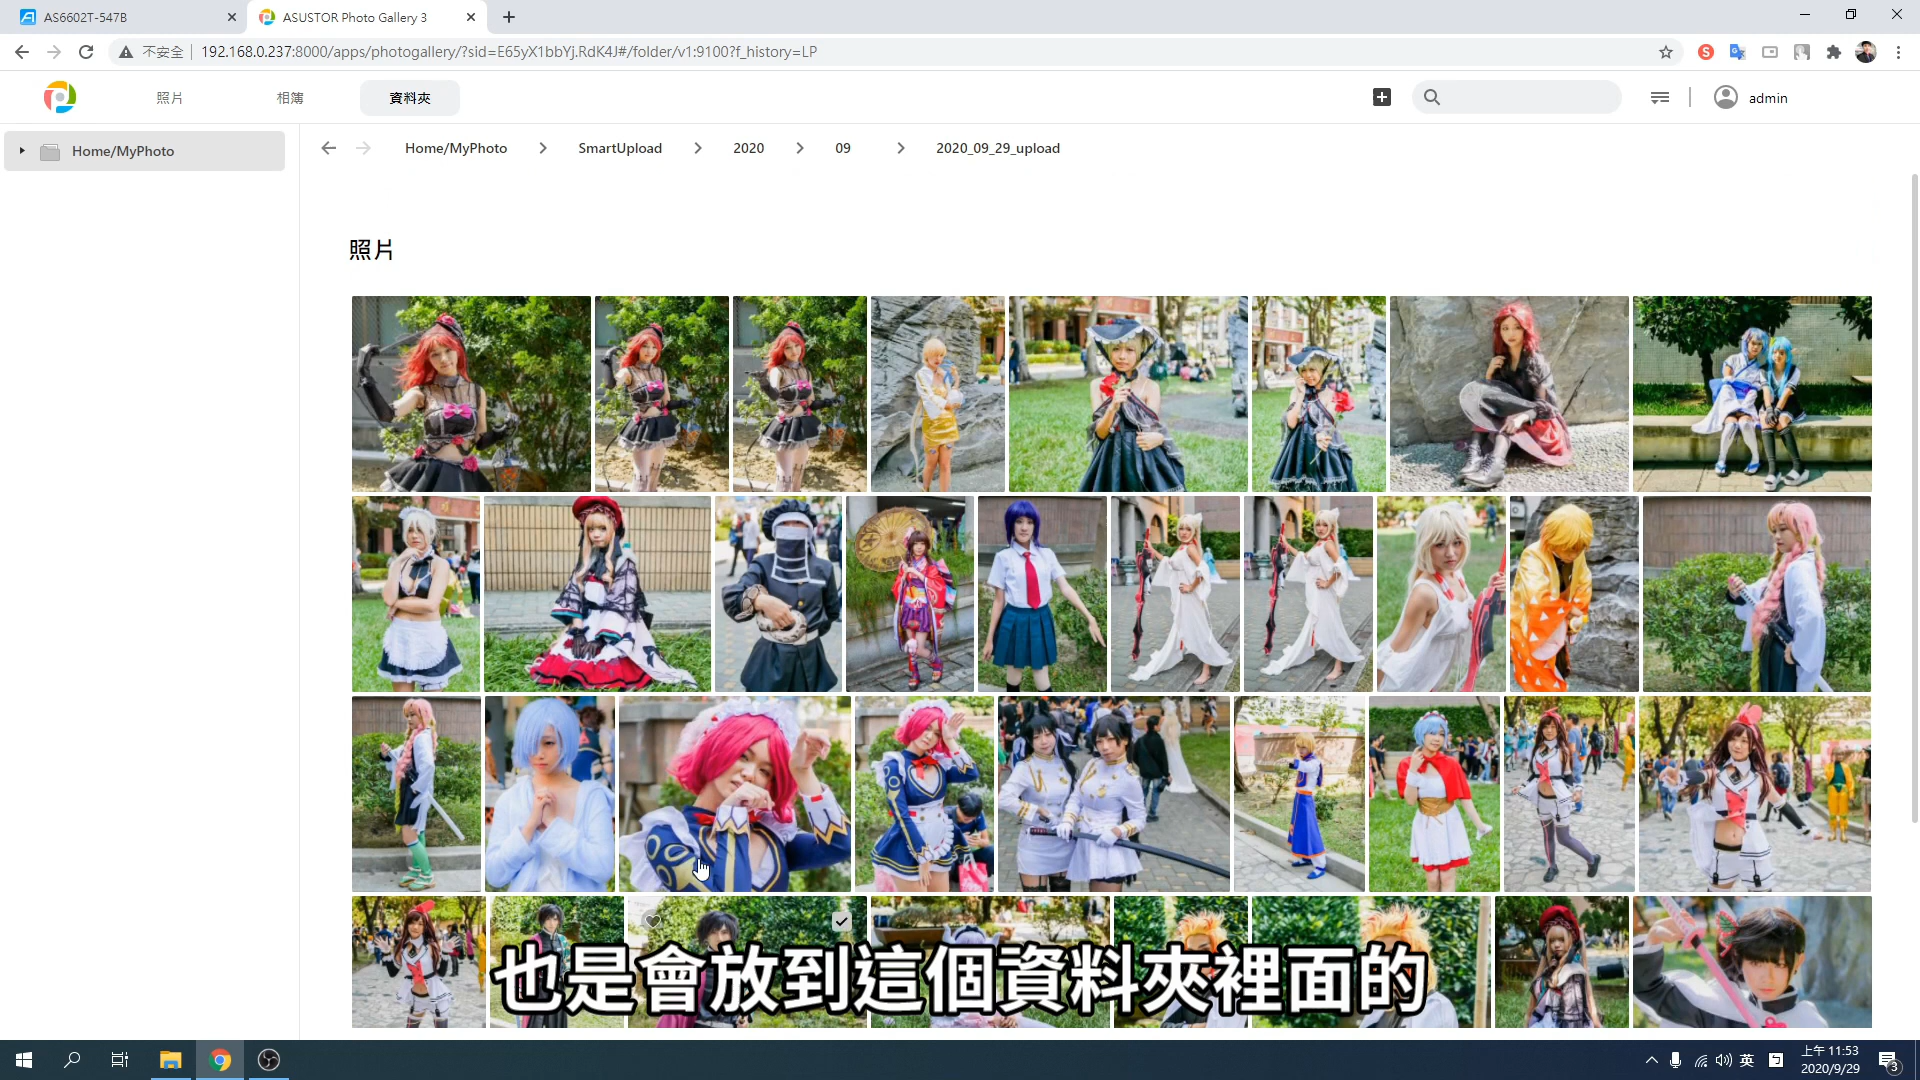 AS6602T-547B
ASUSTOR Photo Gallery 3
不安全
192.168.0.237:8000/apps/photogallery/?sid=E65yX1bbYj.RdK4J#/folder/v1:9100?f_history=LP
照片
相簿
資料夾
admin
Home/MyPhoto
Home/MyPhoto
SmartUpload
2020
09
2020_09_29_upload
照片
也是會放到這個資料夾裡面的
英
上午 11:53
2020/9/29
3